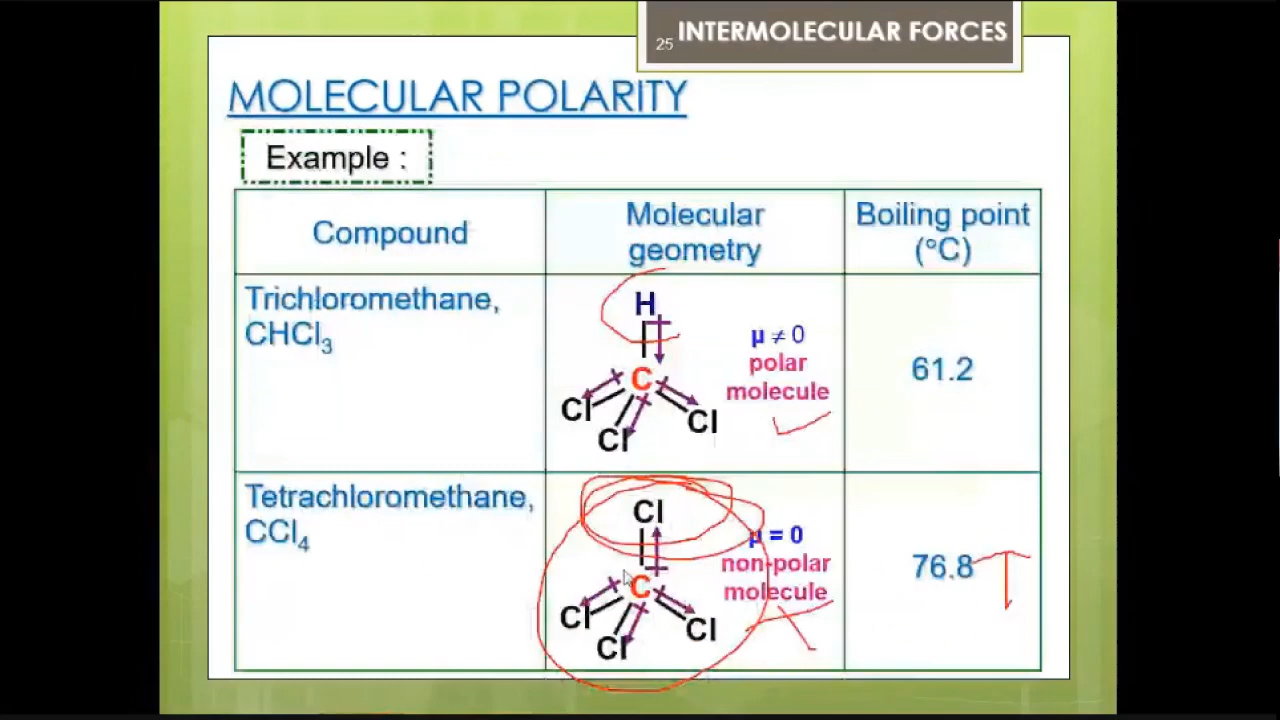 25 INTERMOLECULAR FORCES
MOLECULAR POLARITY
Example :
Compound
Molecular
geometry
Boiling point
(°C)
Trichloromethane,
CHCl₃
H
C
Cl
Cl
Cl
μ ≠ 0
polar
molecule
61.2
Tetrachloromethane,
CCl₄
Cl
C
Cl
Cl
Cl
μ = 0
non-polar
molecule
76.8